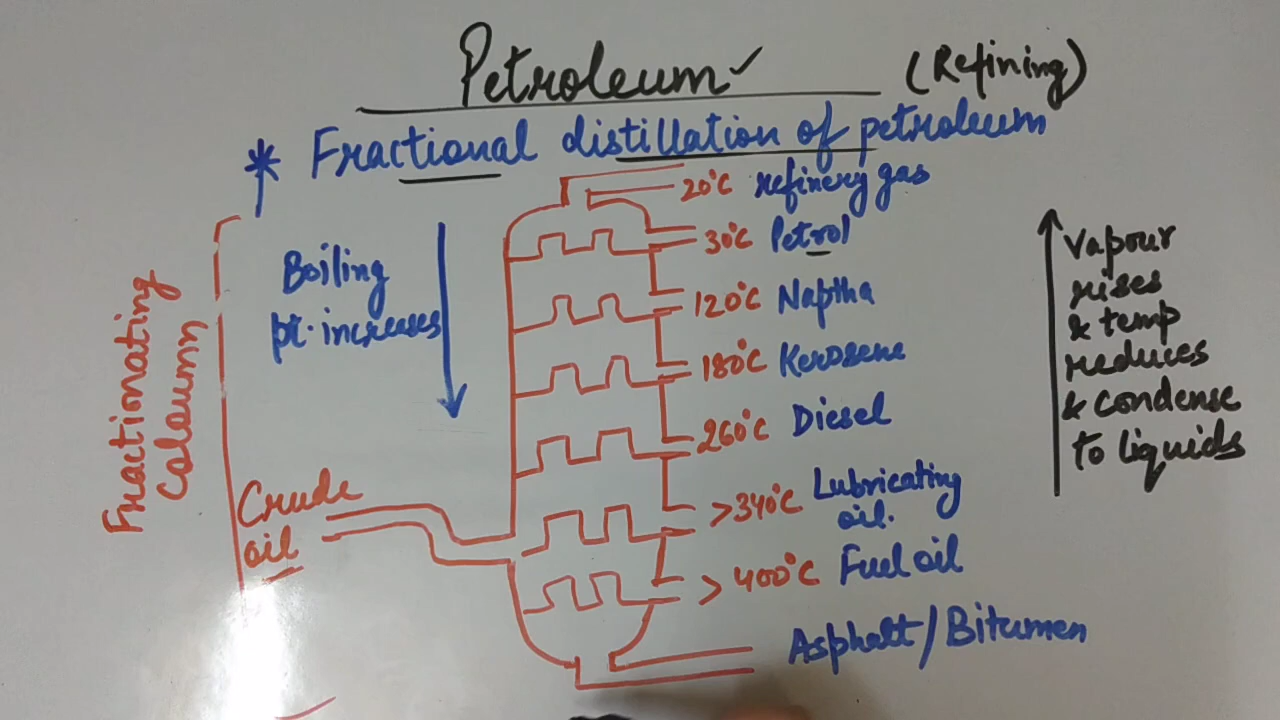 Petroleum
(Refining)
* Fractional distillation of petroleum
20°C refinery gas
30°C Petrol
120°C Naptha
180°C Kerosene
260°C Diesel
>340°C Lubricating
oil.
>400°C Fuel oil
Asphalt/Bitumen
Boiling
pt. increases
Fractionating
Coloumn
Crude
oil
Vapour
rises
& temp
reduces
& condense
to liquids